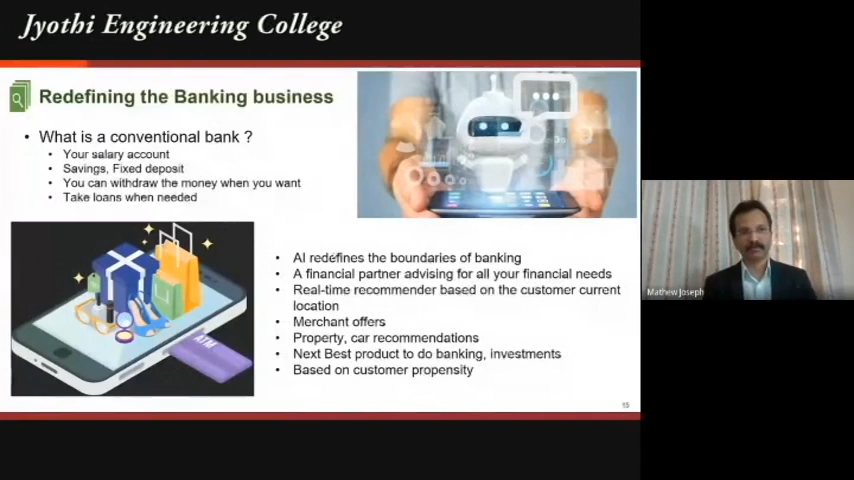 Jyothi Engineering College
Redefining the Banking business
• What is a conventional bank ?
• Your salary account
• Savings, Fixed deposit
• You can withdraw the money when you want
• Take loans when needed
ATM
• AI redefines the boundaries of banking
• A financial partner advising for all your financial needs
• Real-time recommender based on the customer current
location
• Merchant offers
• Property, car recommendations
• Next Best product to do banking, investments
• Based on customer propensity
15
Mathew Joseph